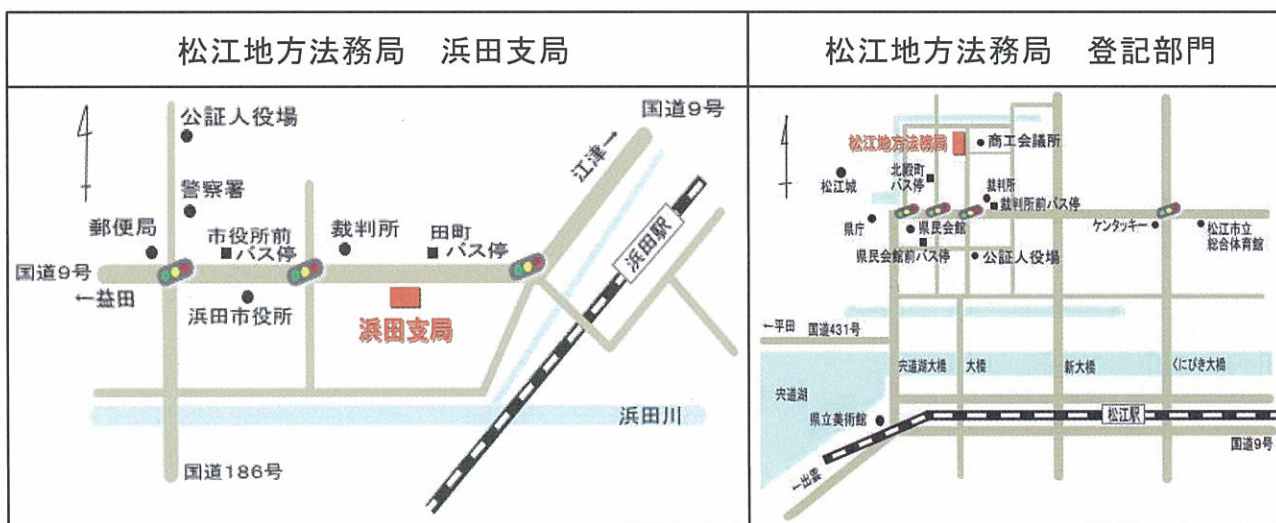 松江地方法務局　浜田支局
公証人役場
国道9号
江津→
警察署
郵便局
市役所前
バス停
裁判所
田町
バス停
浜田駅
国道9号
←益田
浜田市役所
浜田支局
浜田川
国道186号
松江地方法務局　登記部門
松江地方法務局
商工会議所
北殿町
バス停
松江城
裁判所
裁判所前バス停
県庁
県民会館
ケンタッキー
松江市立
総合体育館
県民会館前バス停
公証人役場
←平田
国道431号
宍道湖大橋
大橋
新大橋
くにびき大橋
宍道湖
県立美術館
松江駅
国道9号
←出雲